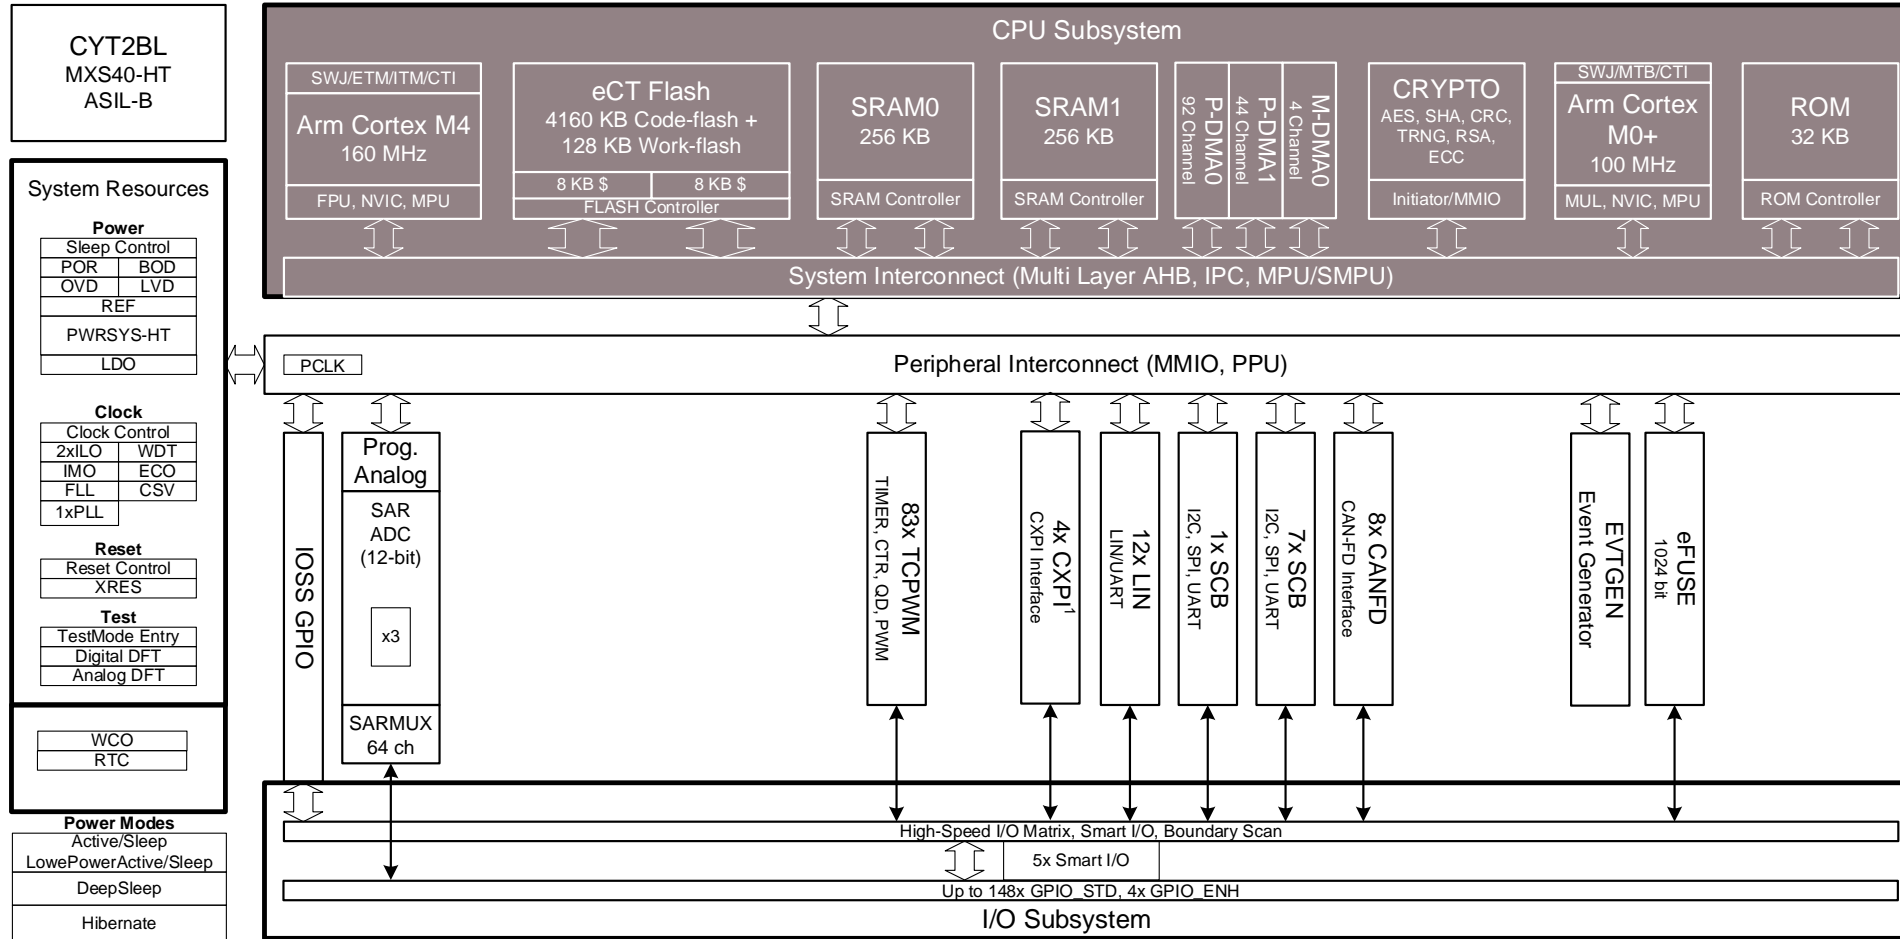 CYT2BL
MXS40-HT
ASIL-B
System Resources
Power
Sleep Control
POR BOD
OVD LVD
REF
PWRSYS-HT
LDO
Clock
Clock Control
2xILO WDT
IMO ECO
FLL CSV
1xPLL
Reset
Reset Control
XRES
Test
TestMode Entry
Digital DFT
Analog DFT
WCO
RTC
Power Modes
Active/Sleep
LowePowerActive/Sleep
DeepSleep
Hibernate
CPU Subsystem
SWJ/ETM/ITM/CTI
Arm Cortex M4
160 MHz
FPU, NVIC, MPU
eCT Flash
4160 KB Code-flash +
128 KB Work-flash
8 KB $ 8 KB $
FLASH Controller
SRAM0
256 KB
SRAM Controller
SRAM1
256 KB
SRAM Controller
P-DMA0
92 Channel
P-DMA1
44 Channel
M-DMA0
4 Channel
CRYPTO
AES, SHA, CRC,
TRNG, RSA,
ECC
Initiator/MMIO
SWJ/MTB/CTI
Arm Cortex
M0+
100 MHz
MUL, NVIC, MPU
ROM
32 KB
ROM Controller
System Interconnect (Multi Layer AHB, IPC, MPU/SMPU)
PCLK
Peripheral Interconnect (MMIO, PPU)
IOSS GPIO
Prog.
Analog
SAR
ADC
(12-bit)
x3
SARMUX
64 ch
83x TCPWM
TIMER, CTR, QD, PWM
4x CXPI1
CXPI Interface
12x LIN
LIN/UART
1x SCB
I2C, SPI, UART
7x SCB
I2C, SPI, UART
8x CANFD
CAN-FD Interface
EVTGEN
Event Generator
eFUSE
1024 bit
High-Speed I/O Matrix, Smart I/O, Boundary Scan
5x Smart I/O
Up to 148x GPIO_STD, 4x GPIO_ENH
I/O Subsystem